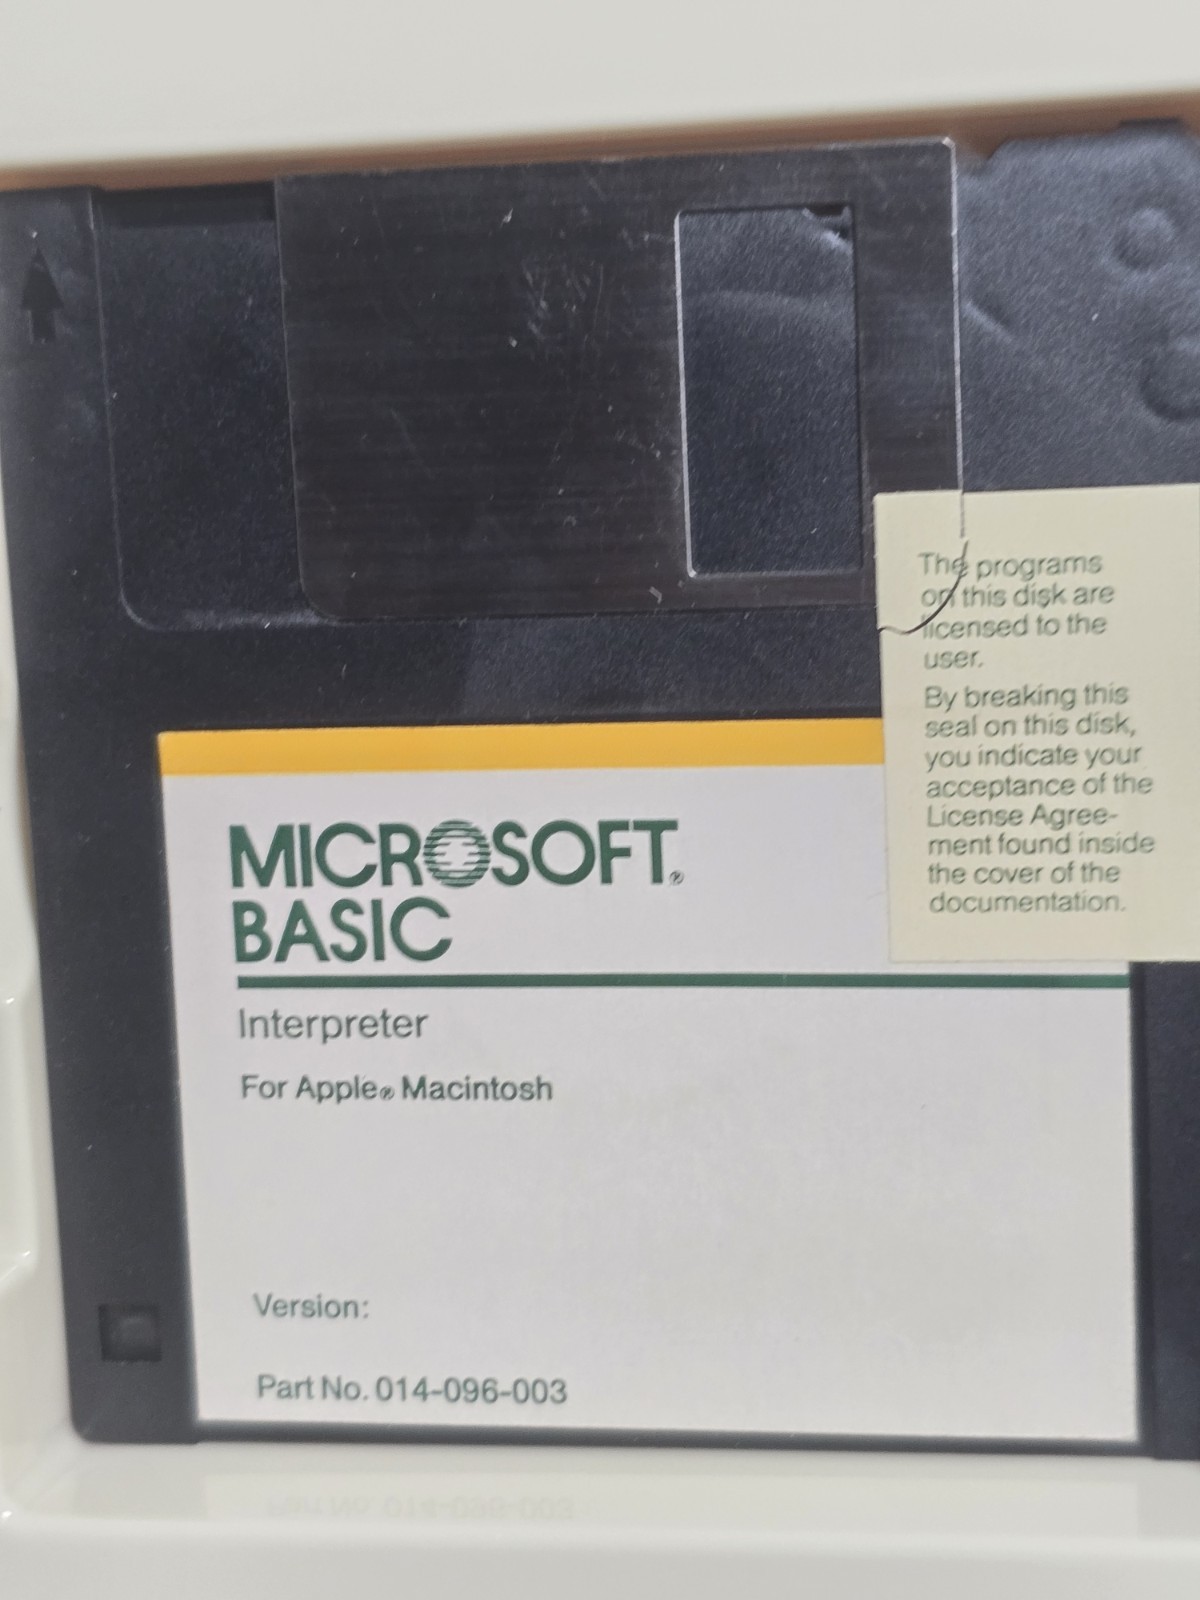 The programs
on this disk are
licensed to the
user.
By breaking this
seal on this disk,
you indicate your
acceptance of the
License Agree-
ment found inside
the cover of the
documentation.
MICROSOFT®
BASIC
Interpreter
For Apple® Macintosh
Version:
Part No. 014-096-003